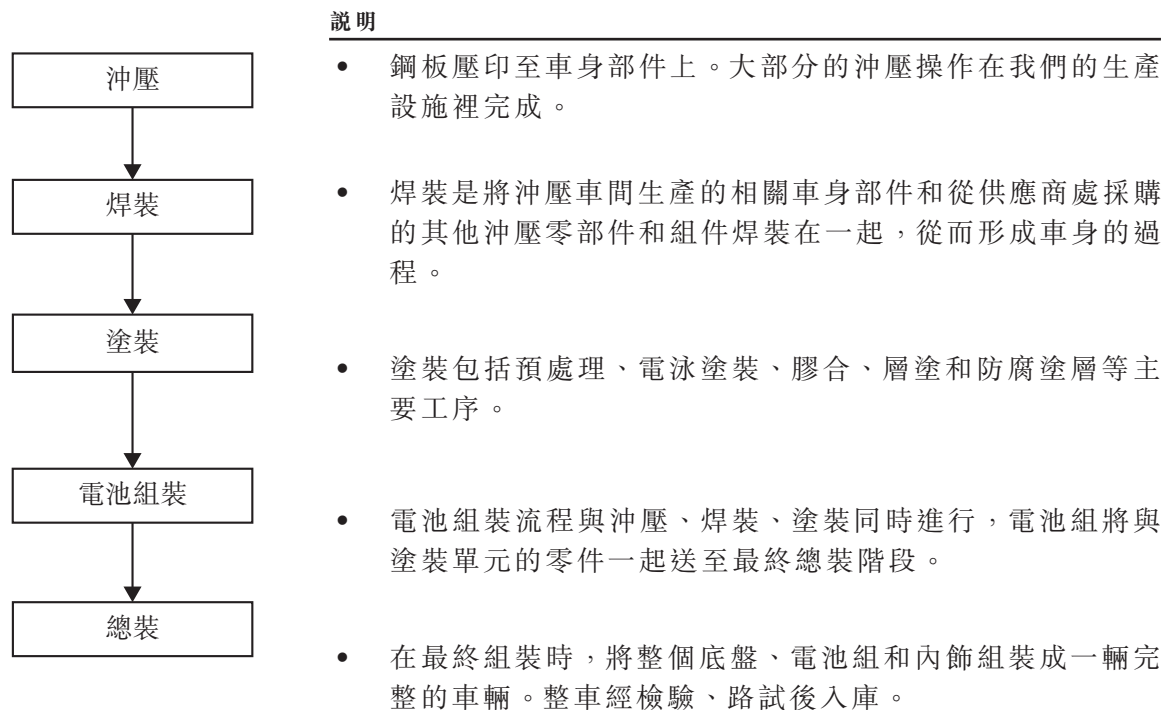 説明
沖壓
• 鋼板壓印至車身部件上。大部分的沖壓操作在我們的生產
設施裡完成。
焊裝
• 焊裝是將沖壓車間生產的相關車身部件和從供應商處採購
的其他沖壓零部件和組件焊裝在一起，從而形成車身的過
程。
塗裝
• 塗裝包括預處理、電泳塗裝、膠合、層塗和防腐塗層等主
要工序。
電池組裝
• 電池組裝流程與沖壓、焊裝、塗裝同時進行，電池組將與
塗裝單元的零件一起送至最終總裝階段。
總裝
• 在最終組裝時，將整個底盤、電池組和內飾組裝成一輛完
整的車輛。整車經檢驗、路試後入庫。